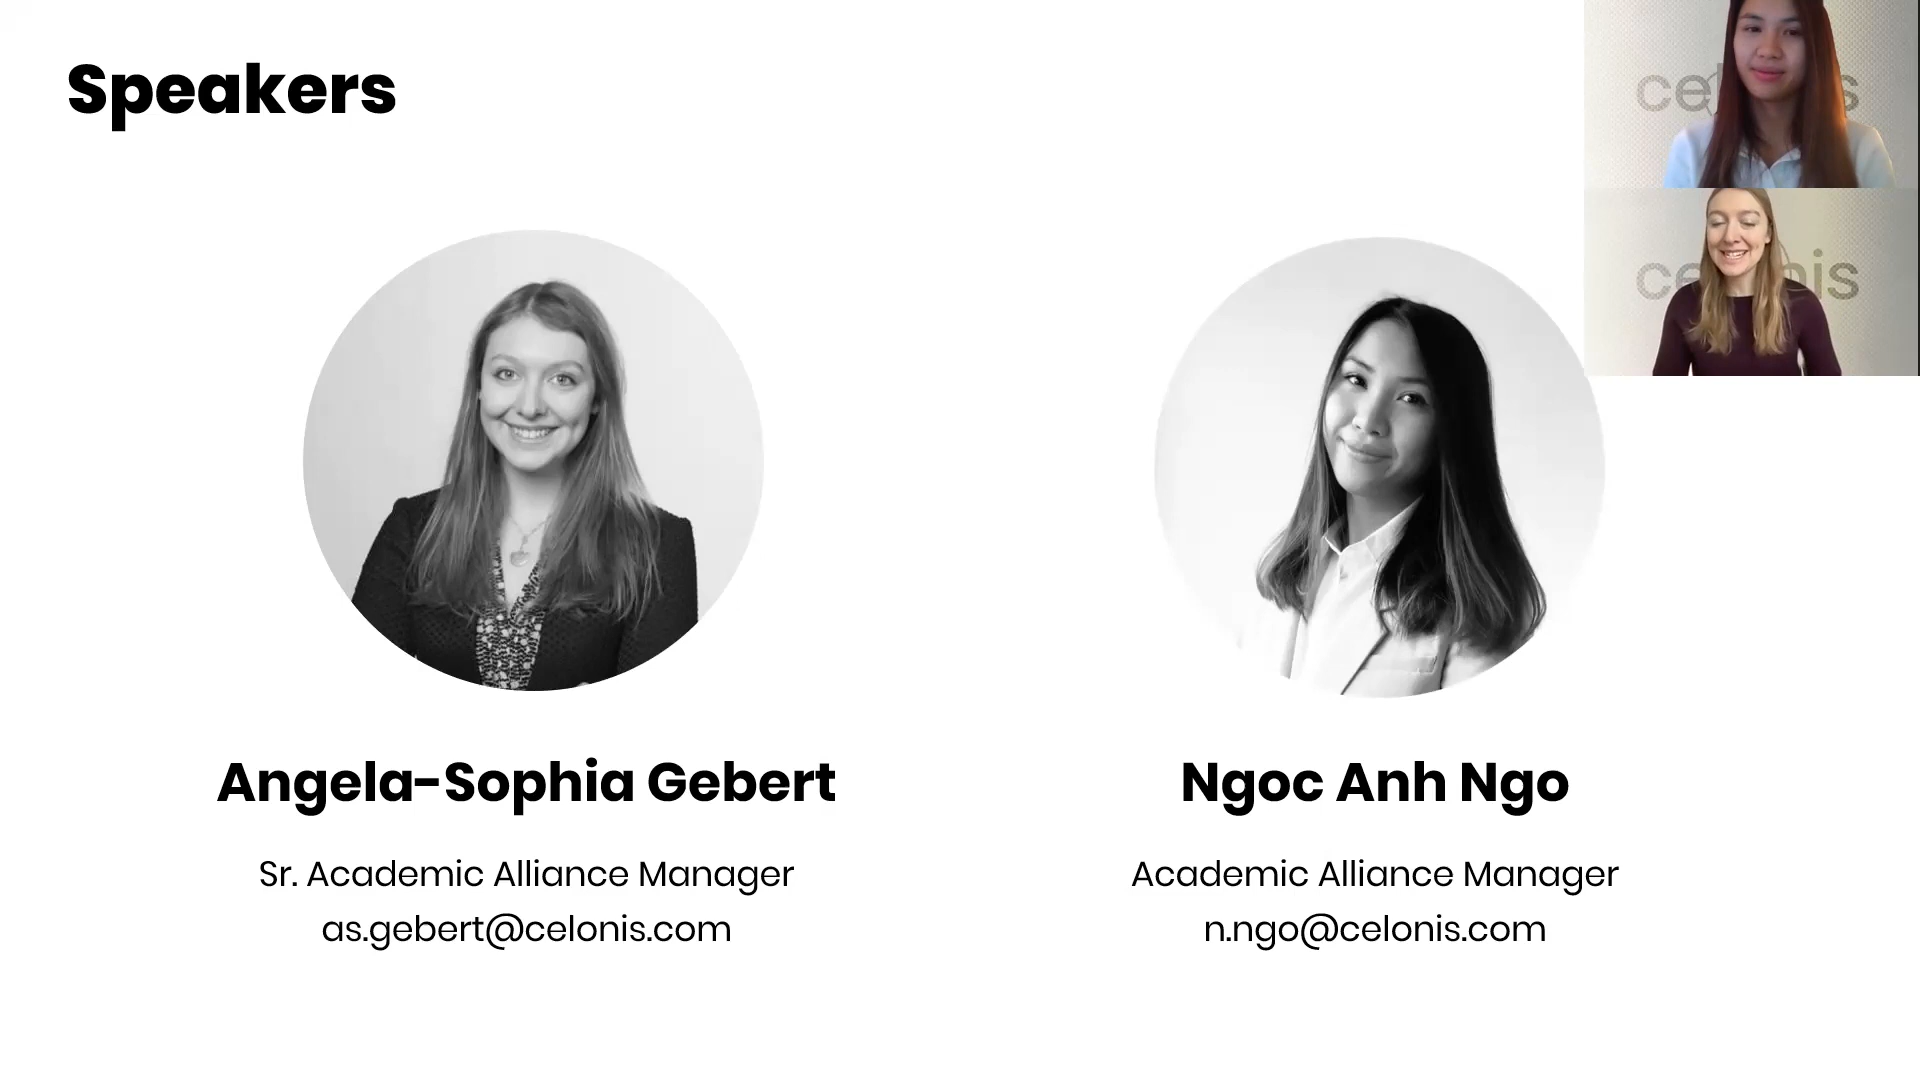 Speakers
Angela-Sophia Gebert
Sr. Academic Alliance Manager
as.gebert@celonis.com
Ngoc Anh Ngo
Academic Alliance Manager
n.ngo@celonis.com